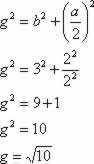 g² = b² + (a/2)²
g² = 3² + 2²/2²
g² = 9+1
g² = 10
g = √10